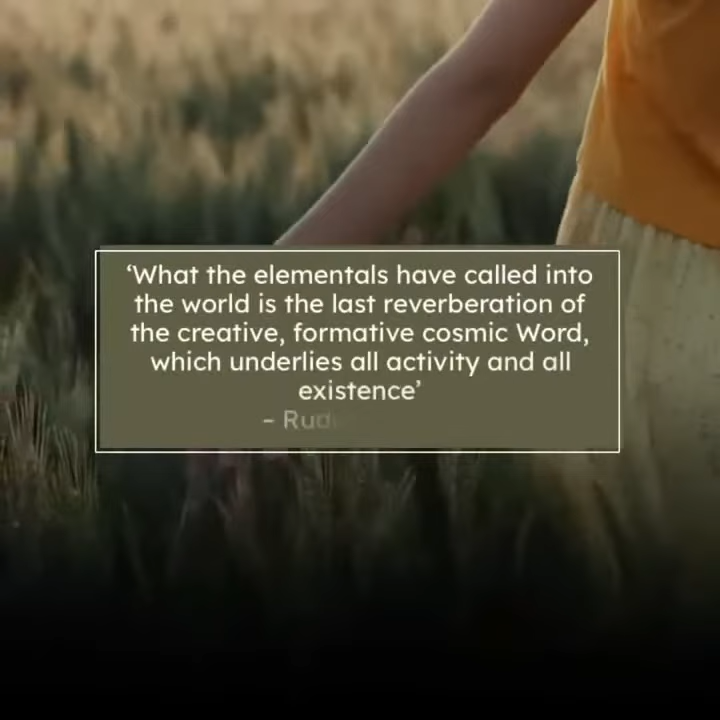 ‘What the elementals have called into
the world is the last reverberation of
the creative, formative cosmic Word,
which underlies all activity and all
existence’
–